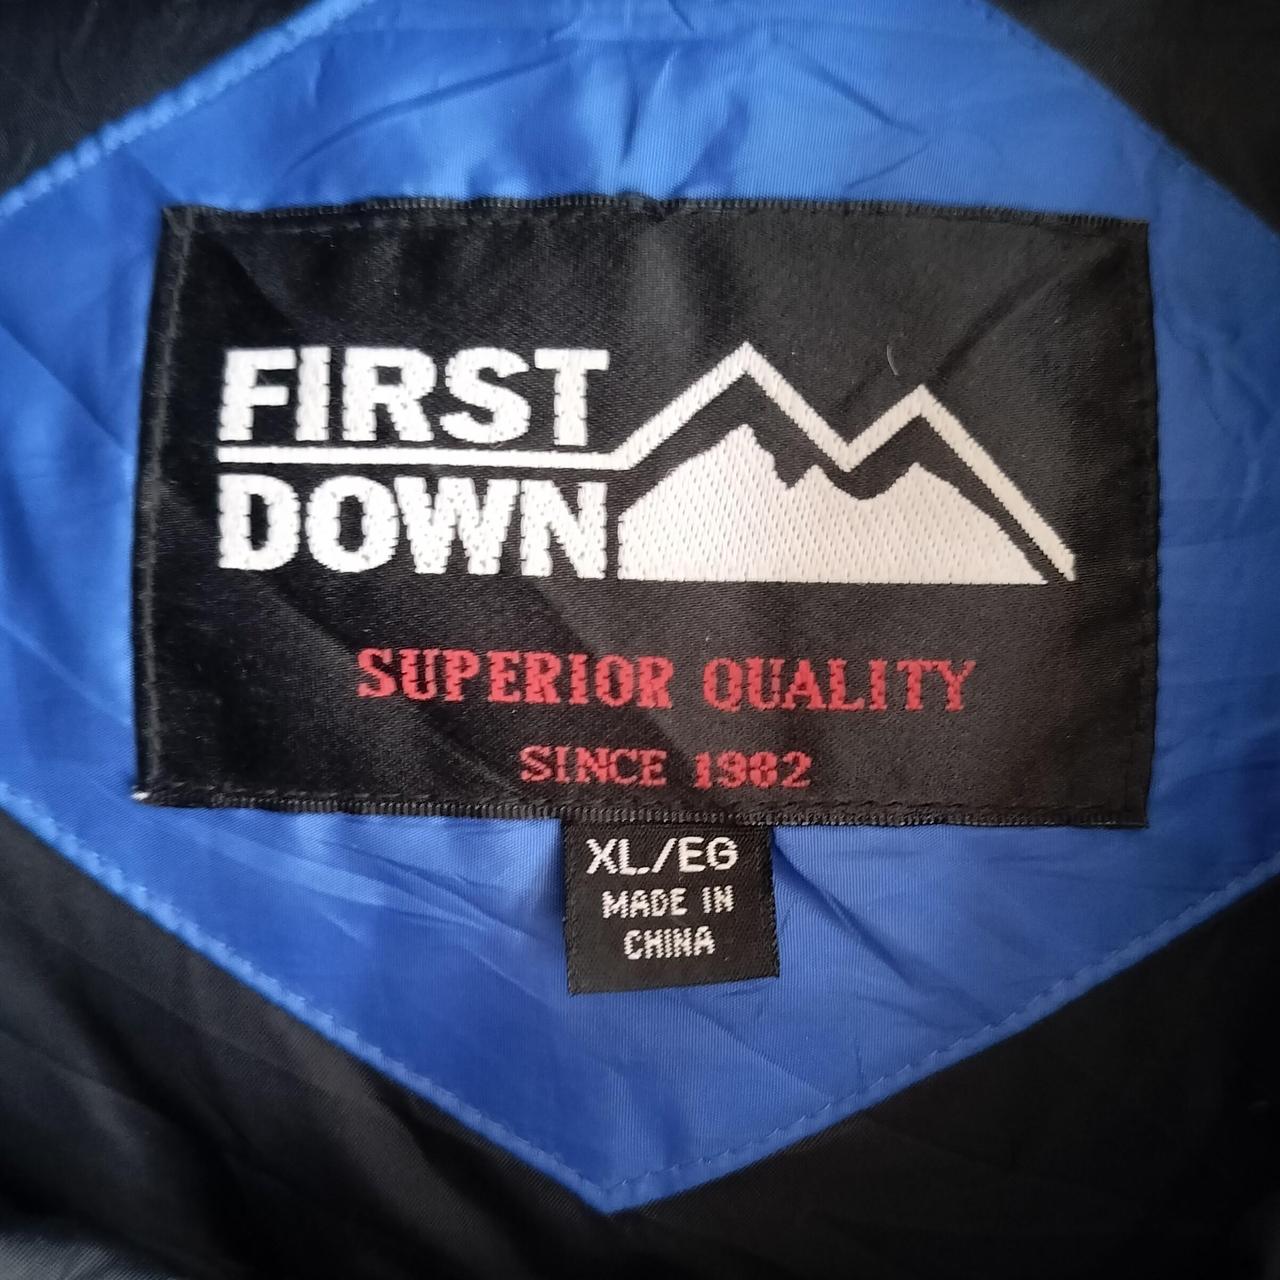 FIRST
DOWN
SUPERIOR QUALITY
SINCE 1982
XL/EG
MADE IN
CHINA